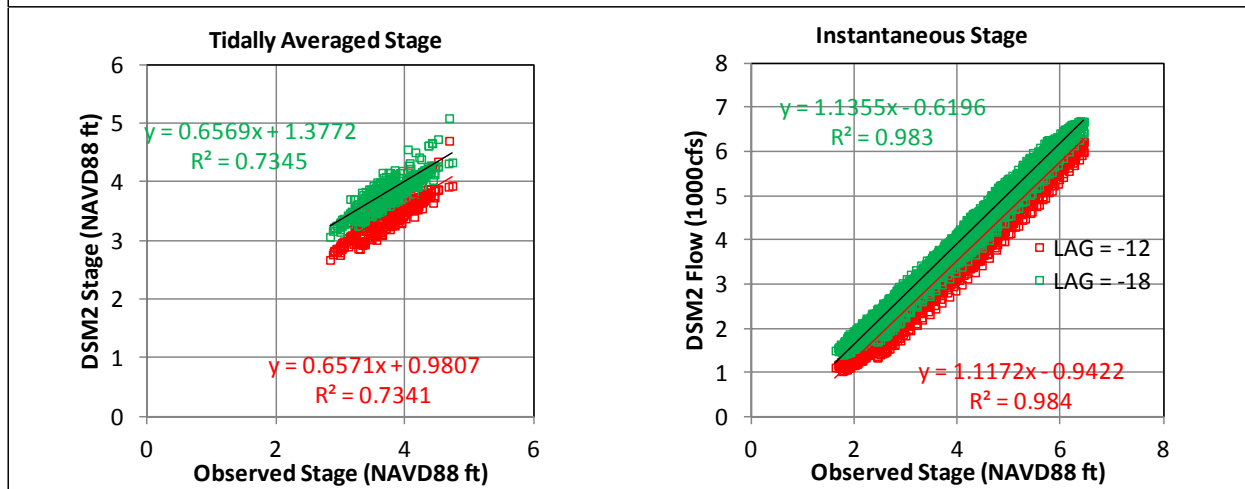 Tidally Averaged Stage
6
5
4
3
2
1
0
0
2
4
6
DSM2 Stage (NAVD88 ft)
Observed Stage (NAVD88 ft)
y = 0.6569x + 1.3772
R² = 0.7345
y = 0.6571x + 0.9807
R² = 0.7341
Instantaneous Stage
8
7
6
5
4
3
2
1
0
0
2
4
6
8
DSM2 Flow (1000cfs)
Observed Stage (NAVD88 ft)
y = 1.1355x - 0.6196
R² = 0.983
LAG = -12
LAG = -18
y = 1.1172x - 0.9422
R² = 0.984